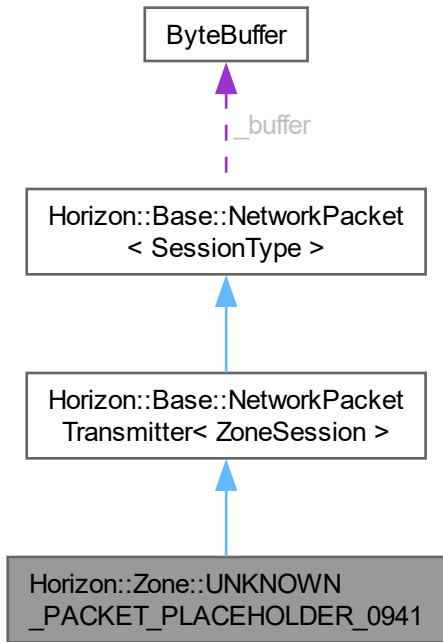 ByteBuffer
_buffer
Horizon::Base::NetworkPacket
< SessionType >
Horizon::Base::NetworkPacket
Transmitter< ZoneSession >
Horizon::Zone::UNKNOWN
_PACKET_PLACEHOLDER_0941